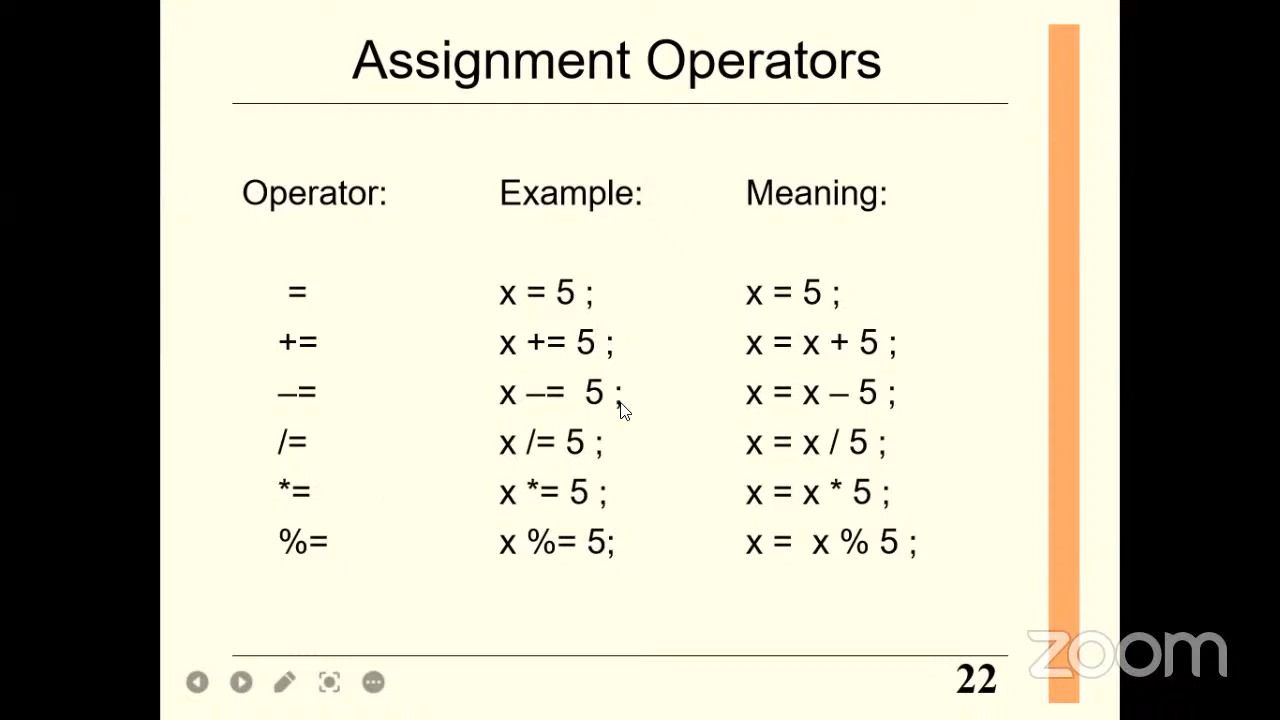 Assignment Operators
Operator: Example: Meaning:
= x = 5 ; x = 5 ;
+= x += 5 ; x = x + 5 ;
–= x –= 5 ; x = x – 5 ;
/= x /= 5 ; x = x / 5 ;
*= x *= 5 ; x = x * 5 ;
%= x %= 5; x = x % 5 ;
zoom
22